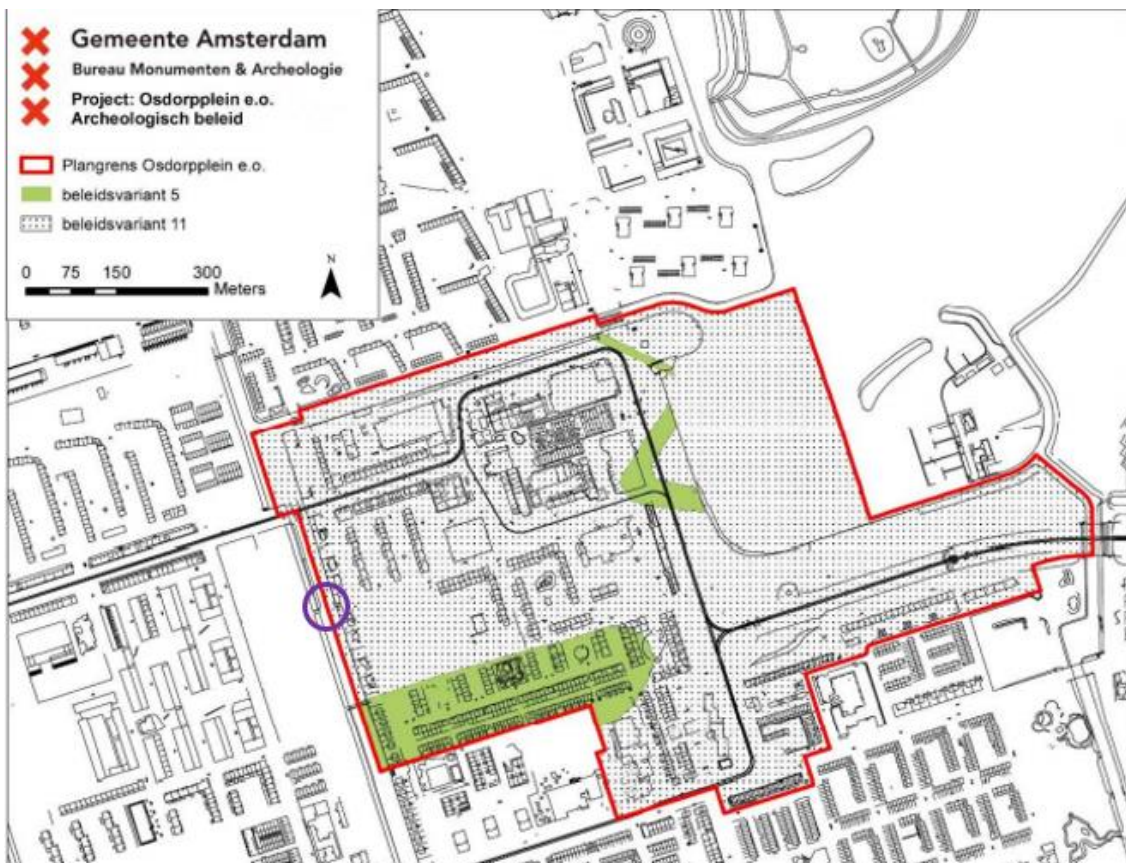 Gemeente Amsterdam
Bureau Monumenten & Archeologie
Project: Osdorpplein e.o.
Archeologisch beleid
Plangrens Osdorpplein e.o.
beleidsvariant 5
beleidsvariant 11
N
0 75 150 300
Meters